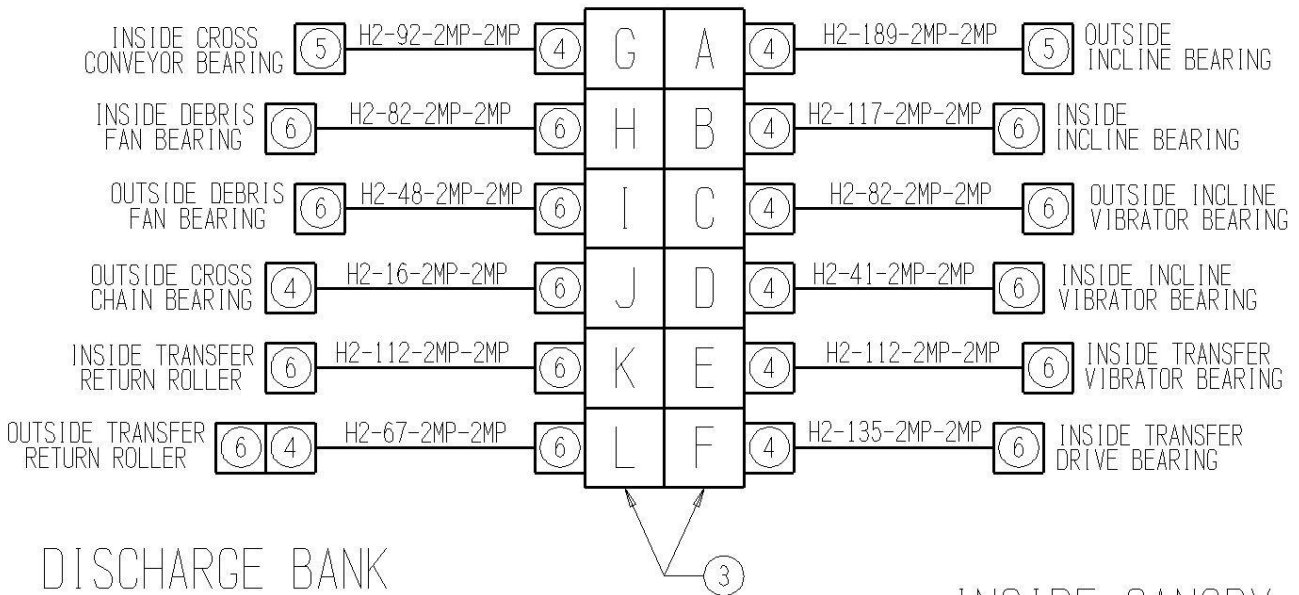 INSIDE CROSS
CONVEYOR BEARING
5
H2-92-2MP-2MP
4
G
A
4
H2-189-2MP-2MP
5
OUTSIDE
INCLINE BEARING
INSIDE DEBRIS
FAN BEARING
6
H2-82-2MP-2MP
6
H
B
4
H2-117-2MP-2MP
6
INSIDE
INCLINE BEARING
OUTSIDE DEBRIS
FAN BEARING
6
H2-48-2MP-2MP
6
I
C
4
H2-82-2MP-2MP
6
OUTSIDE INCLINE
VIBRATOR BEARING
OUTSIDE CROSS
CHAIN BEARING
4
H2-16-2MP-2MP
6
J
D
4
H2-41-2MP-2MP
6
INSIDE INCLINE
VIBRATOR BEARING
INSIDE TRANSFER
RETURN ROLLER
6
H2-112-2MP-2MP
6
K
E
4
H2-112-2MP-2MP
6
INSIDE TRANSFER
VIBRATOR BEARING
OUTSIDE TRANSFER
RETURN ROLLER
6
4
H2-67-2MP-2MP
6
L
F
4
H2-135-2MP-2MP
6
INSIDE TRANSFER
DRIVE BEARING
DISCHARGE BANK
3
INSIDE CANOPY